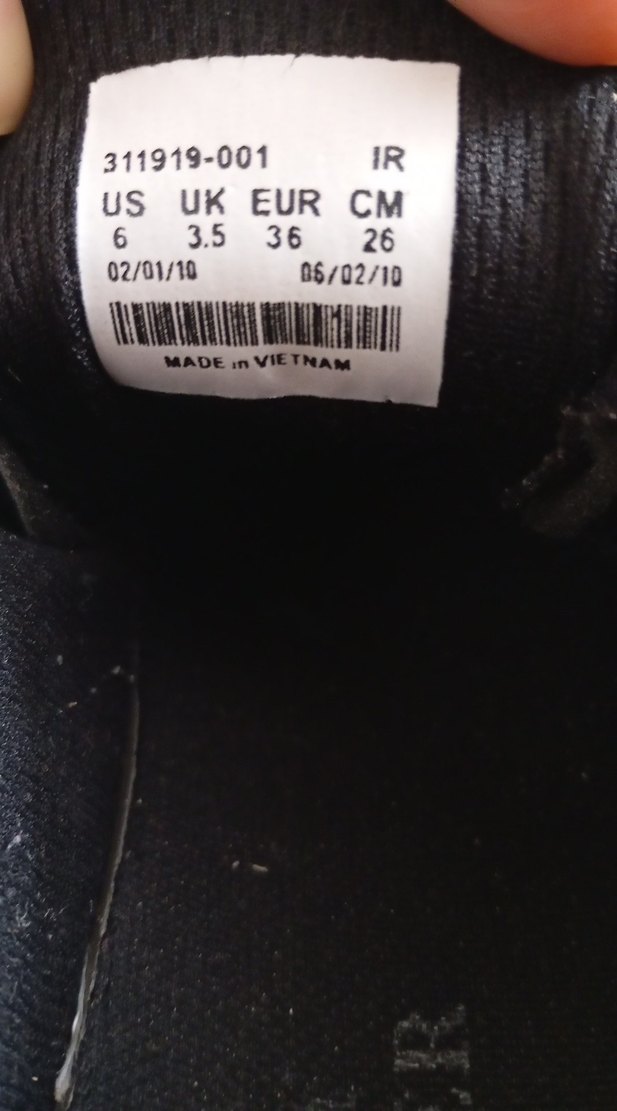 311919-001 IR
US UK EUR CM
6 3.5 36 26
02/01/10 06/02/10
MADE in VIETNAM